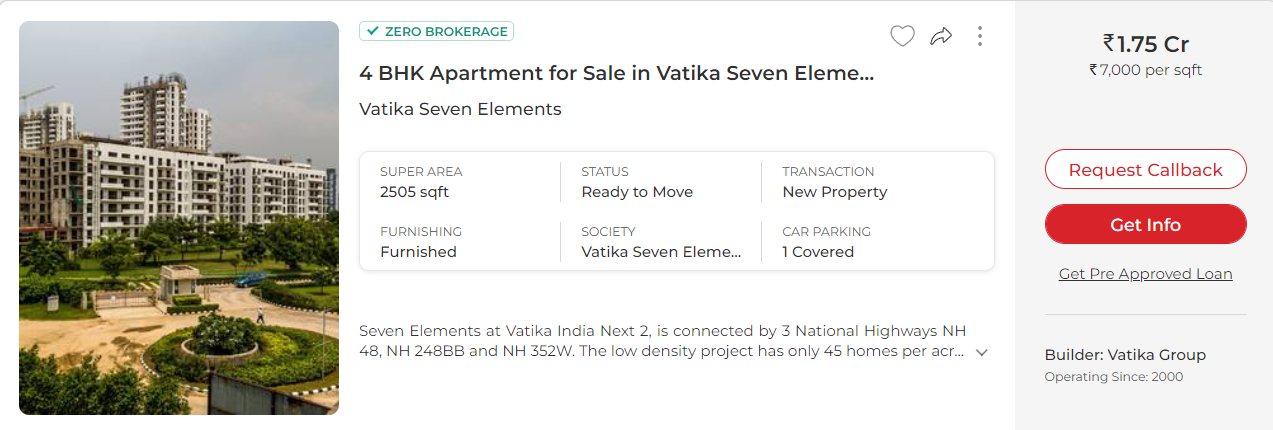 ZERO BROKERAGE
4 BHK Apartment for Sale in Vatika Seven Eleme...
Vatika Seven Elements
SUPER AREA
2505 sqft
STATUS
Ready to Move
TRANSACTION
New Property
FURNISHING
Furnished
SOCIETY
Vatika Seven Eleme...
CAR PARKING
1 Covered
Seven Elements at Vatika India Next 2, is connected by 3 National Highways NH
48, NH 248BB and NH 352W. The low density project has only 45 homes per acr...
₹1.75 Cr
₹7,000 per sqft
Request Callback
Get Info
Get Pre Approved Loan
Builder: Vatika Group
Operating Since: 2000